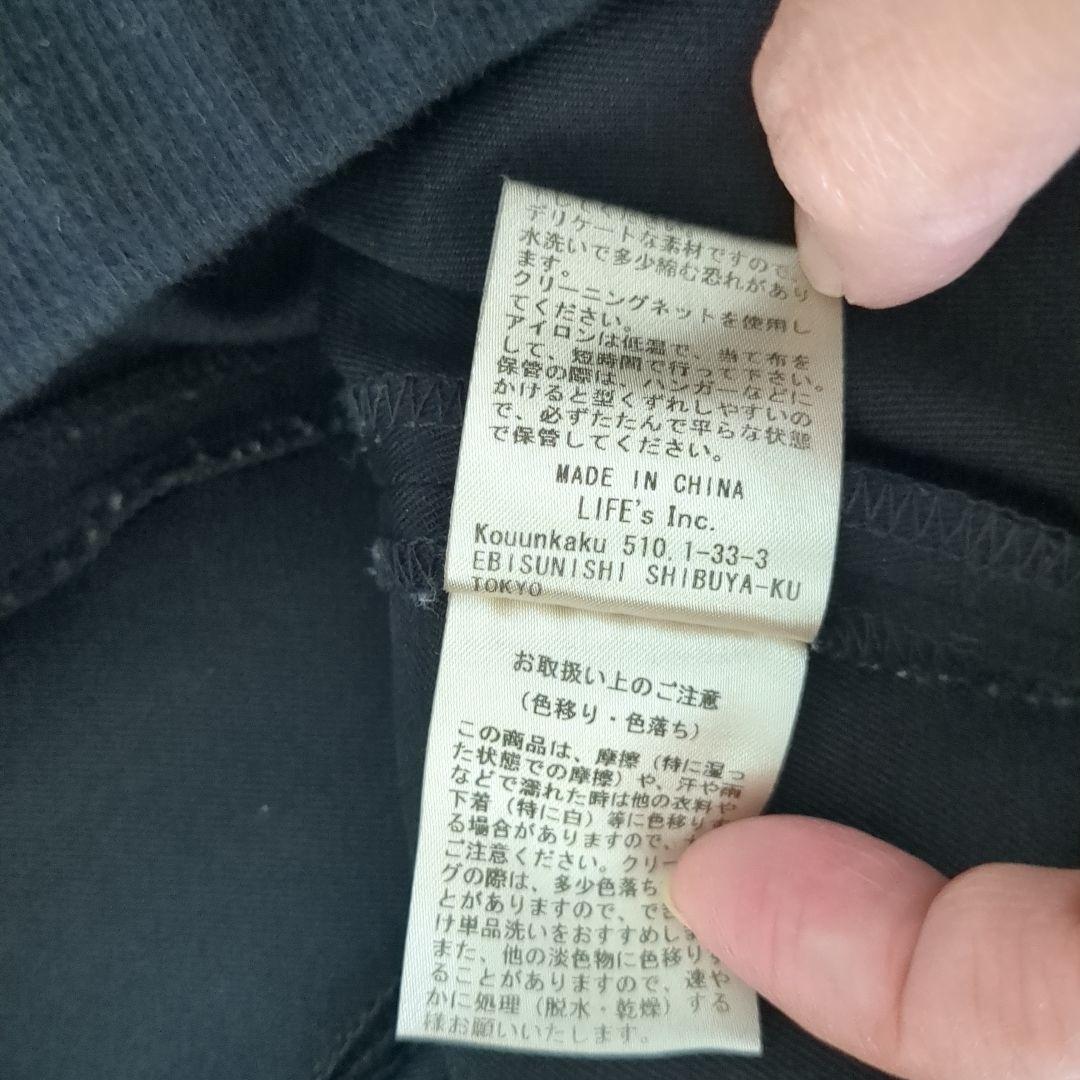 デリケートな素材ですので、
水洗いで多少縮む恐れがあり
ます。
クリーニングネットを使用し
てください。
アイロンは低温で、当て布を
して、短時間で行って下さい。
保管の際は、ハンガーなどに
かけると型くずれしやすいの
で、必ずたたんで平らな状態
で保管してください。
MADE IN CHINA
LIFE's Inc.
Kouunkaku 510.1-33-3
EBISUNISHI SHIBUYA-KU
TOKYO
お取扱い上のご注意
(色移り・色落ち)
この商品は、摩擦(特に湿っ
た状態での摩擦)や、汗や雨
などで濡れた時は他の衣料や
下着(特に白)等に色移り
る場合がありますので、
ご注意ください。クリー
グの際は、多少色落ち
とがありますので、でき
け単品洗いをおすすめしま
また、他の淡色物に色移り
ることがありますので、速や
かに処理(脱水・乾燥)する
様お願いいたします。